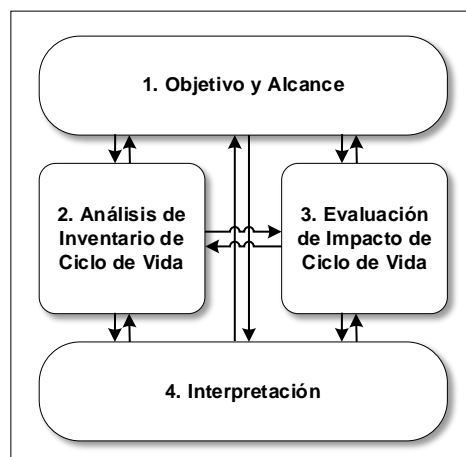 1. Objetivo y Alcance
2. Análisis de
Inventario de
Ciclo de Vida
3. Evaluación
de Impacto de
Ciclo de Vida
4. Interpretación